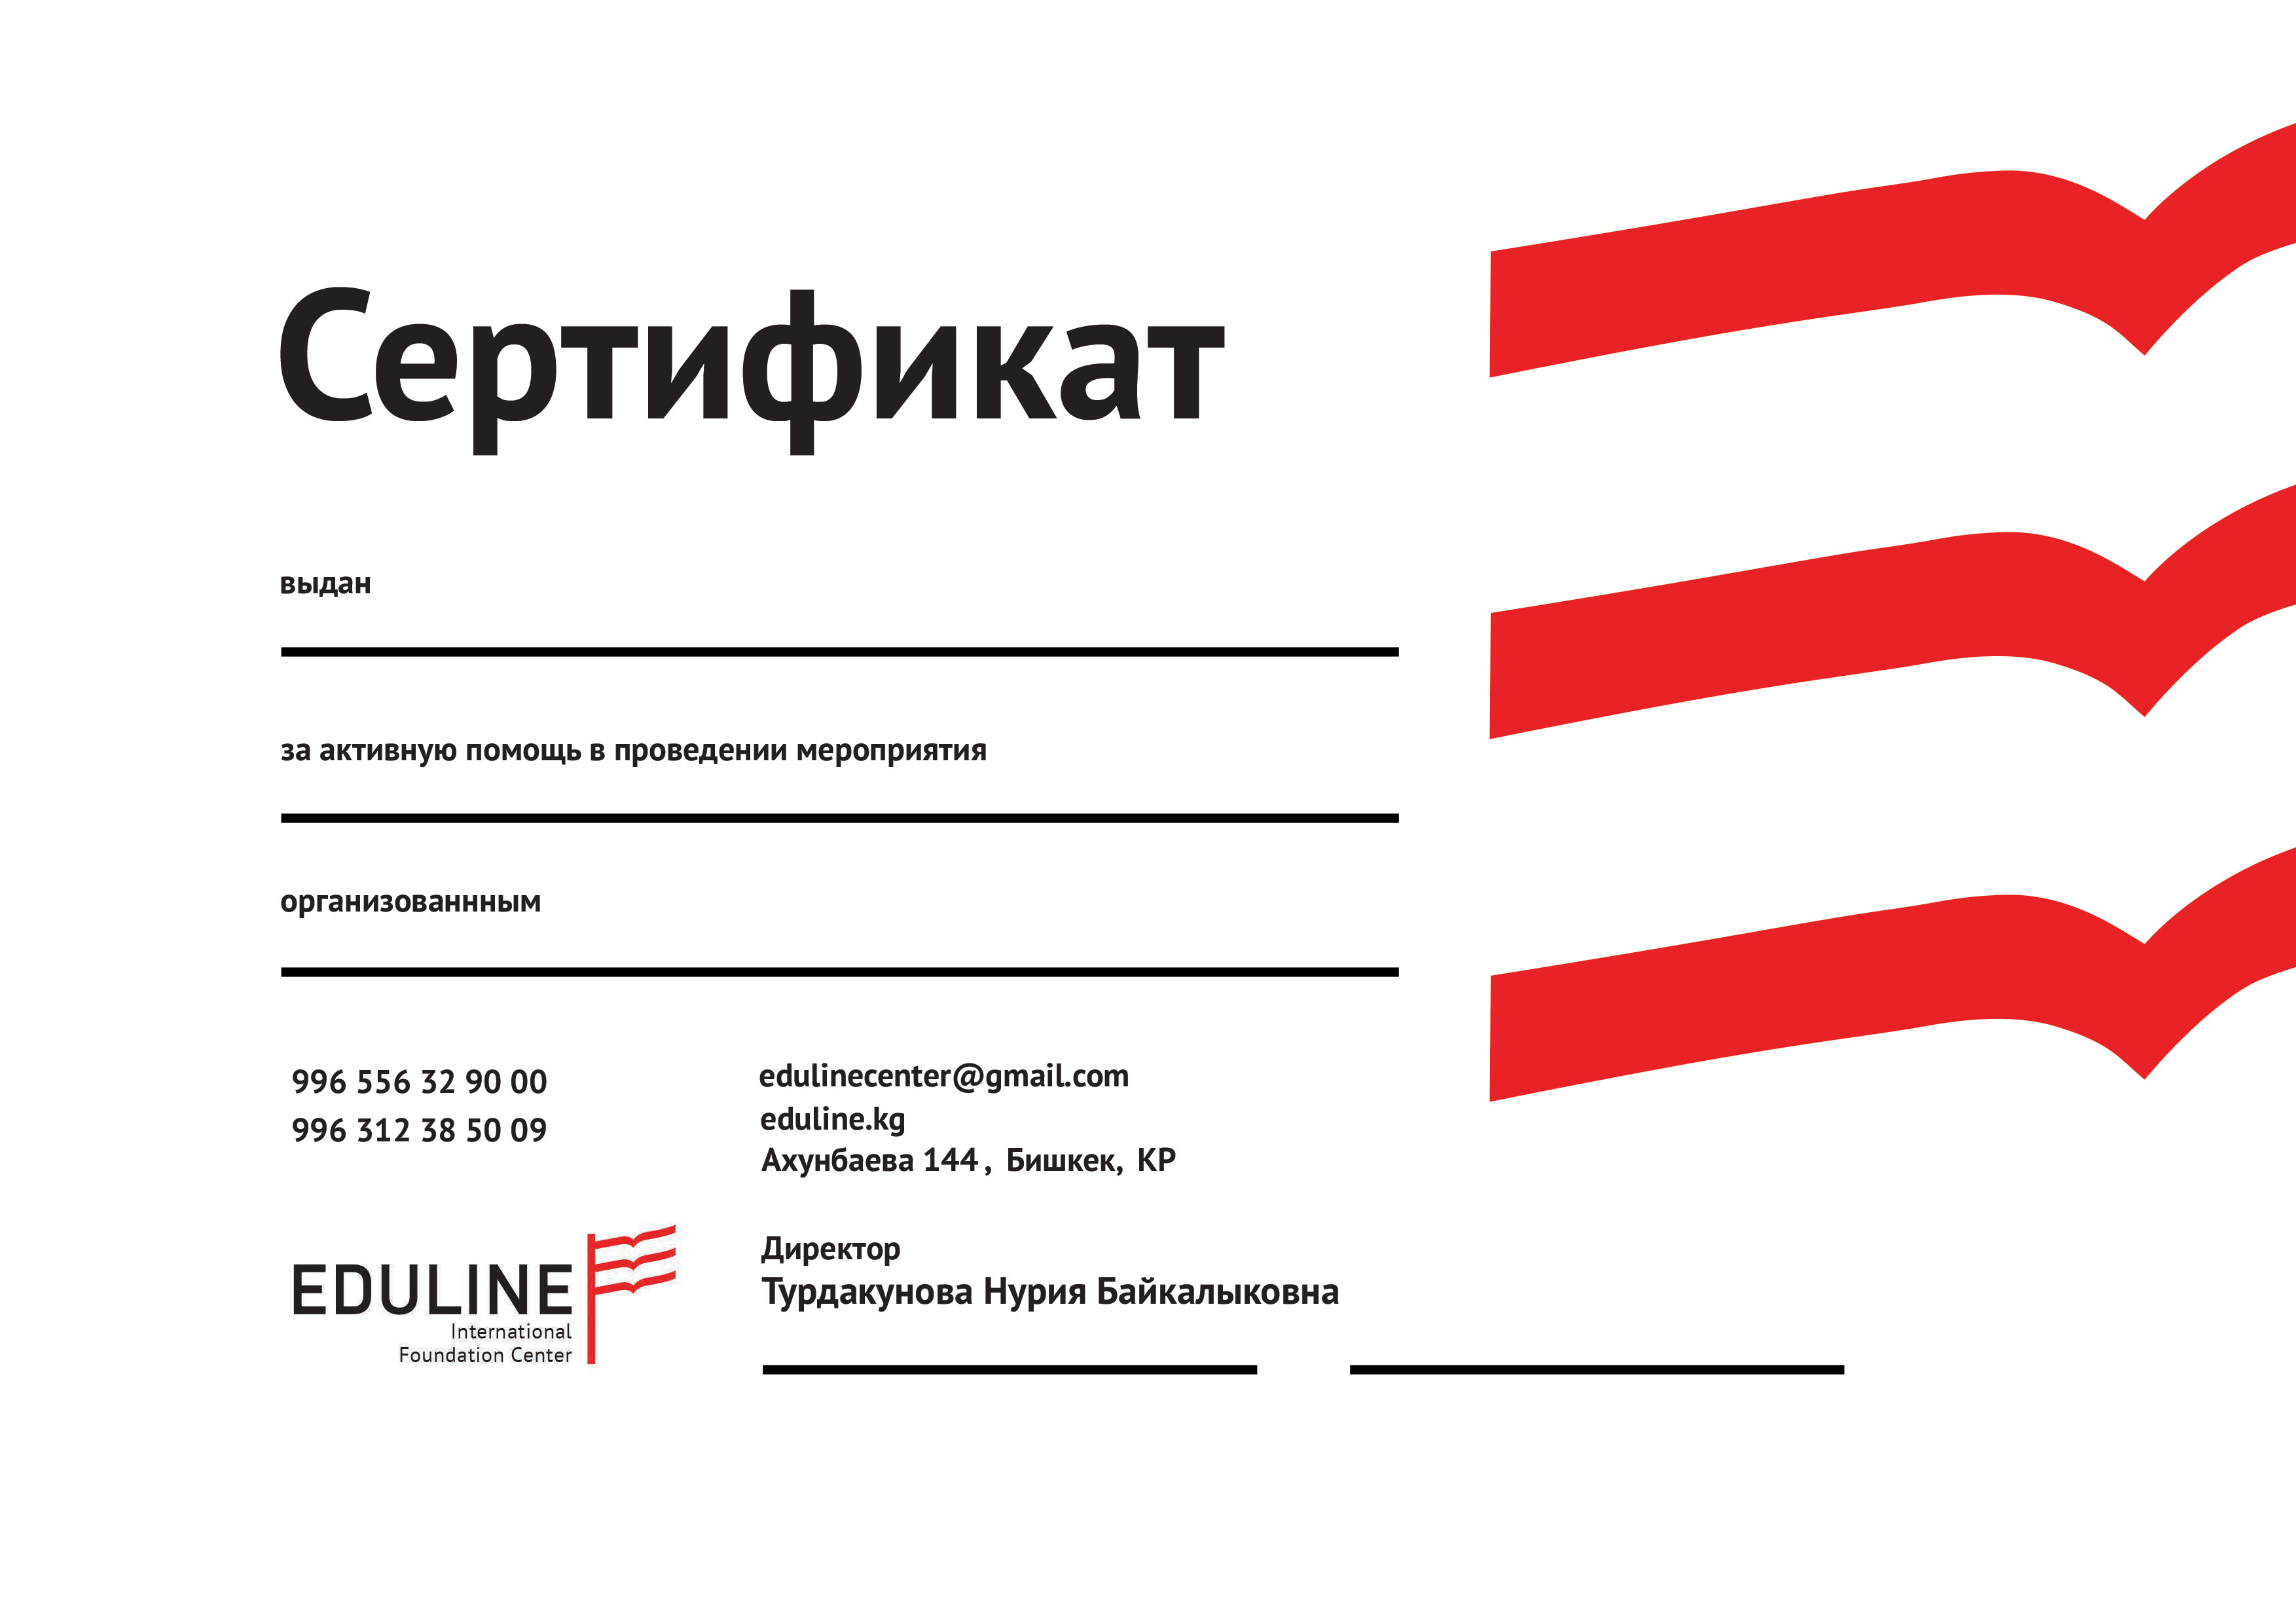 Сертификат
выдан
за активную помощь в проведении мероприятия
организованнным
996 556 32 90 00
996 312 38 50 09
edulinecenter@gmail.com
eduline.kg
Ахунбаева 144 , Бишкек, КР
EDULINE
International
Foundation Center
Директор
Турдакунова Нурия Байкалыковна